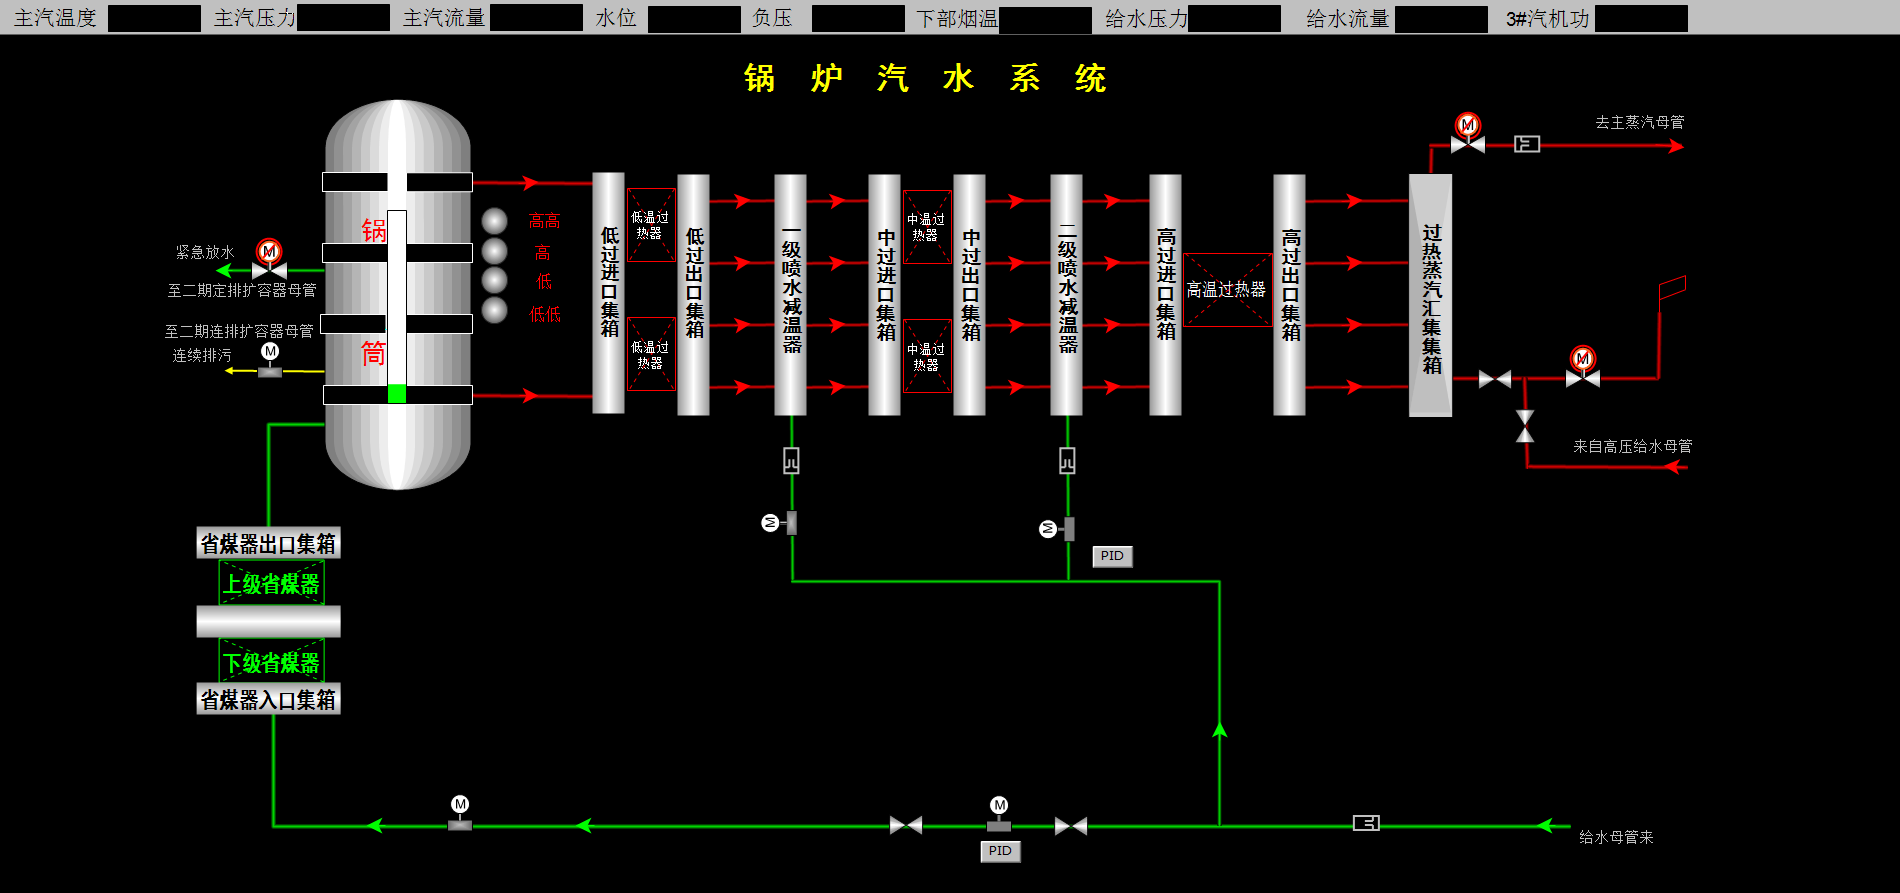 主汽温度 主汽压力 主汽流量 水位 负压 下部烟温 给水压力 给水流量 3#汽机功
锅 炉 汽 水 系 统
去主蒸汽母管
M
锅
筒
高高
高
低
低低
紧急放水
M
至二期定排扩容器母管
至二期连排扩容器母管
连续排污
M
低过进口集箱
低温过
热器
低温过
热器
低过出口集箱
一级喷水减温器
中过进口集箱
中温过
热器
中温过
热器
中过出口集箱
二级喷水减温器
高过进口集箱
高温过热器
高过出口集箱
过热蒸汽汇集集箱
M
来自高压给水母管
M
M
PID
省煤器出口集箱
上级省煤器
下级省煤器
省煤器入口集箱
M
M
PID
给水母管来